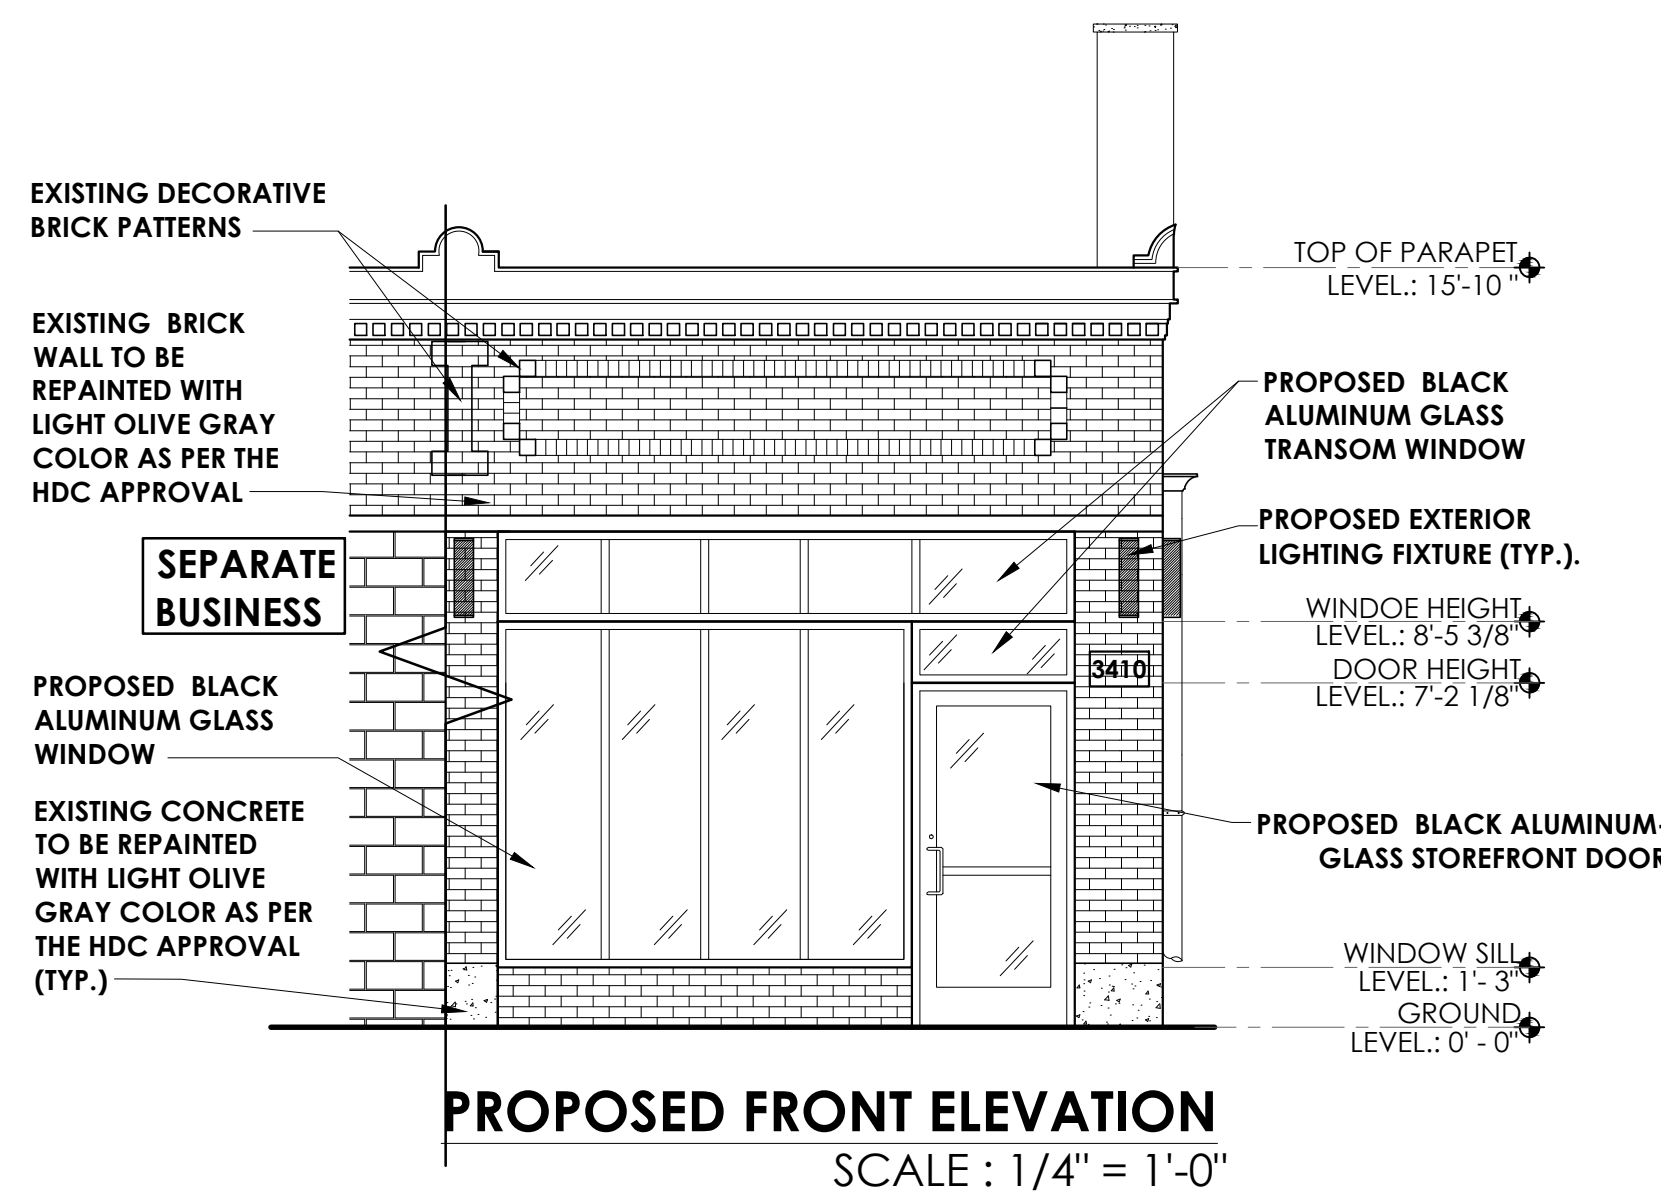 EXISTING DECORATIVE
BRICK PATTERNS
EXISTING BRICK
WALL TO BE
REPAINTED WITH
LIGHT OLIVE GRAY
COLOR AS PER THE
HDC APPROVAL
SEPARATE
BUSINESS
PROPOSED BLACK
ALUMINUM GLASS
WINDOW
EXISTING CONCRETE
TO BE REPAINTED
WITH LIGHT OLIVE
GRAY COLOR AS PER
THE HDC APPROVAL
(TYP.)
3410
TOP OF PARAPET
LEVEL.: 15'-10 "
PROPOSED BLACK
ALUMINUM GLASS
TRANSOM WINDOW
PROPOSED EXTERIOR
LIGHTING FIXTURE (TYP.).
WINDOE HEIGHT
LEVEL.: 8'-5 3/8"
DOOR HEIGHT
LEVEL.: 7'-2 1/8"
PROPOSED BLACK ALUMINUM-
GLASS STOREFRONT DOOR
WINDOW SILL
LEVEL.: 1'- 3"
GROUND
LEVEL.: 0' - 0"
PROPOSED FRONT ELEVATION
SCALE : 1/4" = 1'-0"